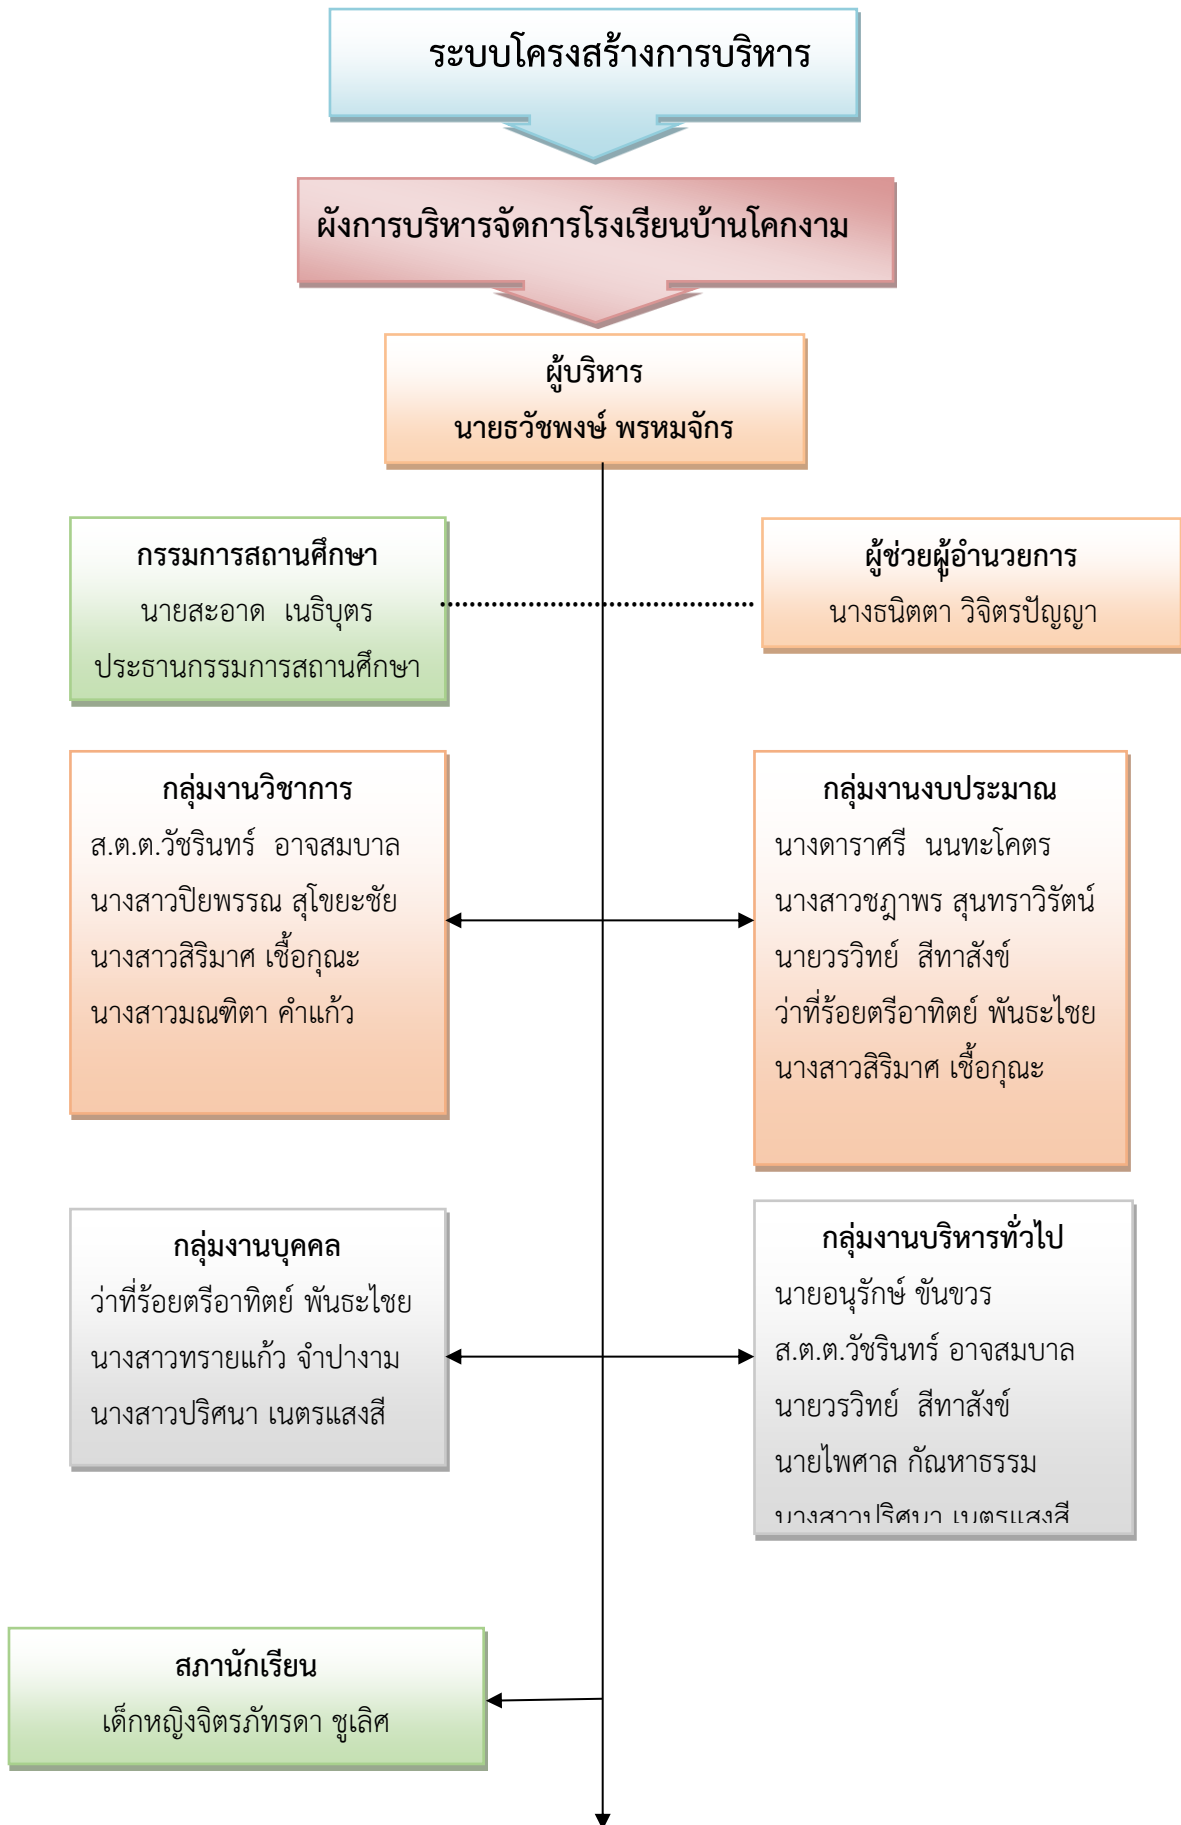 ระบบโครงสร้างการบริหาร
ผังการบริหารจัดการโรงเรียนบ้านโคกงาม
ผู้บริหาร
นายธวัชพงษ์ พรหมจักร
กรรมการสถานศึกษา
นายสะอาด เนธิบุตร
ประธานกรรมการสถานศึกษา
ผู้ช่วยผู้อำนวยการ
นางธนิตตา วิจิตรปัญญา
กลุ่มงานวิชาการ
ส.ต.ต.วัชรินทร์ อาจสมบาล
นางสาวปิยพรรณ สุโขยะชัย
นางสาวสิริมาศ เชื้อกุณะ
นางสาวมณฑิตา คำแก้ว
กลุ่มงานงบประมาณ
นางดาราศรี นนทะโคตร
นางสาวชฎาพร สุนทราวิรัตน์
นายวรวิทย์ สีทาสังข์
ว่าที่ร้อยตรีอาทิตย์ พันธะไชย
นางสาวสิริมาศ เชื้อกุณะ
กลุ่มงานบุคคล
ว่าที่ร้อยตรีอาทิตย์ พันธะไชย
นางสาวทรายแก้ว จำปางาม
นางสาวปริศนา เนตรแสงสี
กลุ่มงานบริหารทั่วไป
นายอนุรักษ์ ขันขวร
ส.ต.ต.วัชรินทร์ อาจสมบาล
นายวรวิทย์ สีทาสังข์
นายไพศาล กัณหาธรรม
นางสาวปริศนา เนตรแสงสี
สภานักเรียน
เด็กหญิงจิตรภัทรดา ชูเลิศ